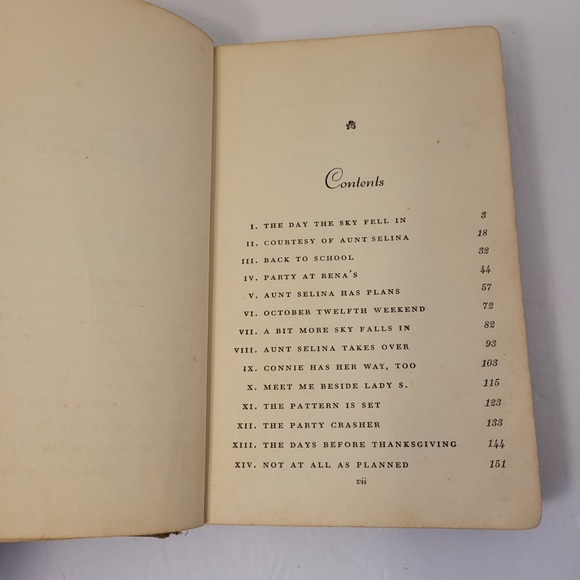 Contents
I. THE DAY THE SKY FELL IN 3
II. COURTESY OF AUNT SELINA 18
III. BACK TO SCHOOL 32
IV. PARTY AT RENA'S 44
V. AUNT SELINA HAS PLANS 57
VI. OCTOBER TWELFTH WEEKEND 72
VII. A BIT MORE SKY FALLS IN 82
VIII. AUNT SELINA TAKES OVER 93
IX. CONNIE HAS HER WAY, TOO 103
X. MEET ME BESIDE LADY S. 115
XI. THE PATTERN IS SET 123
XII. THE PARTY CRASHER 133
XIII. THE DAYS BEFORE THANKSGIVING 144
XIV. NOT AT ALL AS PLANNED 151
vii